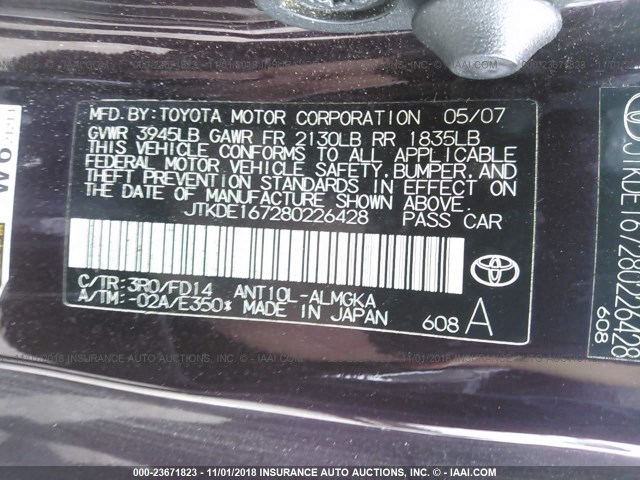 MFD.BY:TOYOTA MOTOR CORPORATION 05/07
GVWR 3945LB GAWR FR 2130LB RR 1835LB
THIS VEHICLE CONFORMS TO ALL APPLICABLE
FEDERAL MOTOR VEHICLE SAFETY,BUMPER,AND
THEFT PREVENTION STANDARDS IN EFFECT ON
THE DATE OF MANUFACTURE SHOWN ABOVE.
JTKDE167280226428 PASS CAR
C/TR:3R0/FD14 ANT10L-ALMGKA
A/TM:-02A/E350* MADE IN JAPAN
608 A
TOYOTA
JTKDE167280226428
608
00-23671823 - 11/01/2018 INSURANCE AUTO AUCTIONS, INC. - © - IAAI.COM